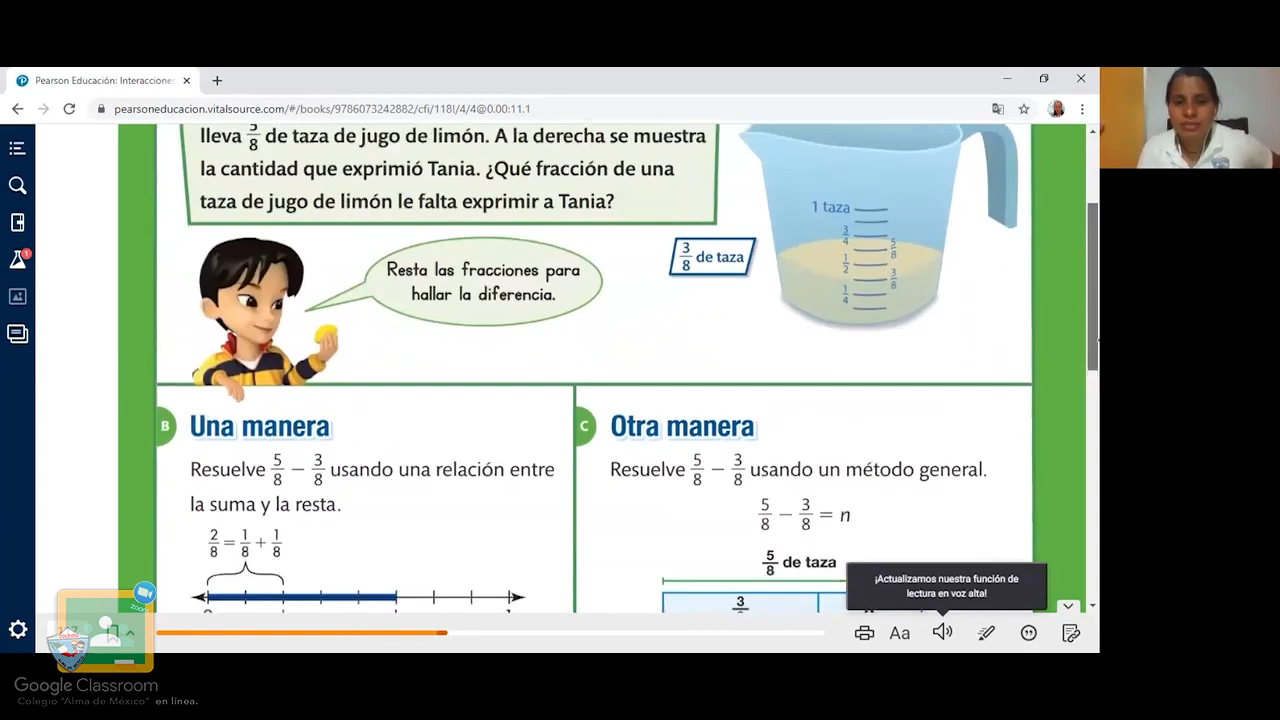 Pearson Educación: Interaccione
pearsoneducacion.vitalsource.com/#/books/9786073242882/cfi/118!/4/4@0.00:11.1
lleva 5/8 de taza de jugo de limón. A la derecha se muestra
la cantidad que exprimió Tania. ¿Qué fracción de una
taza de jugo de limón le falta exprimir a Tania?
1 taza
3/4
5/8
1/2
3/8
1/4
3/8 de taza
Resta las fracciones para
hallar la diferencia.
B Una manera
Resuelve 5/8 − 3/8 usando una relación entre
la suma y la resta.
2/8 = 1/8 + 1/8
C Otra manera
Resuelve 5/8 − 3/8 usando un método general.
5/8 − 3/8 = n
5/8 de taza
¡Actualizamos nuestra función de
lectura en voz alta!
Aa
zoom
Google Classroom
Colegio "Alma de México" en línea.